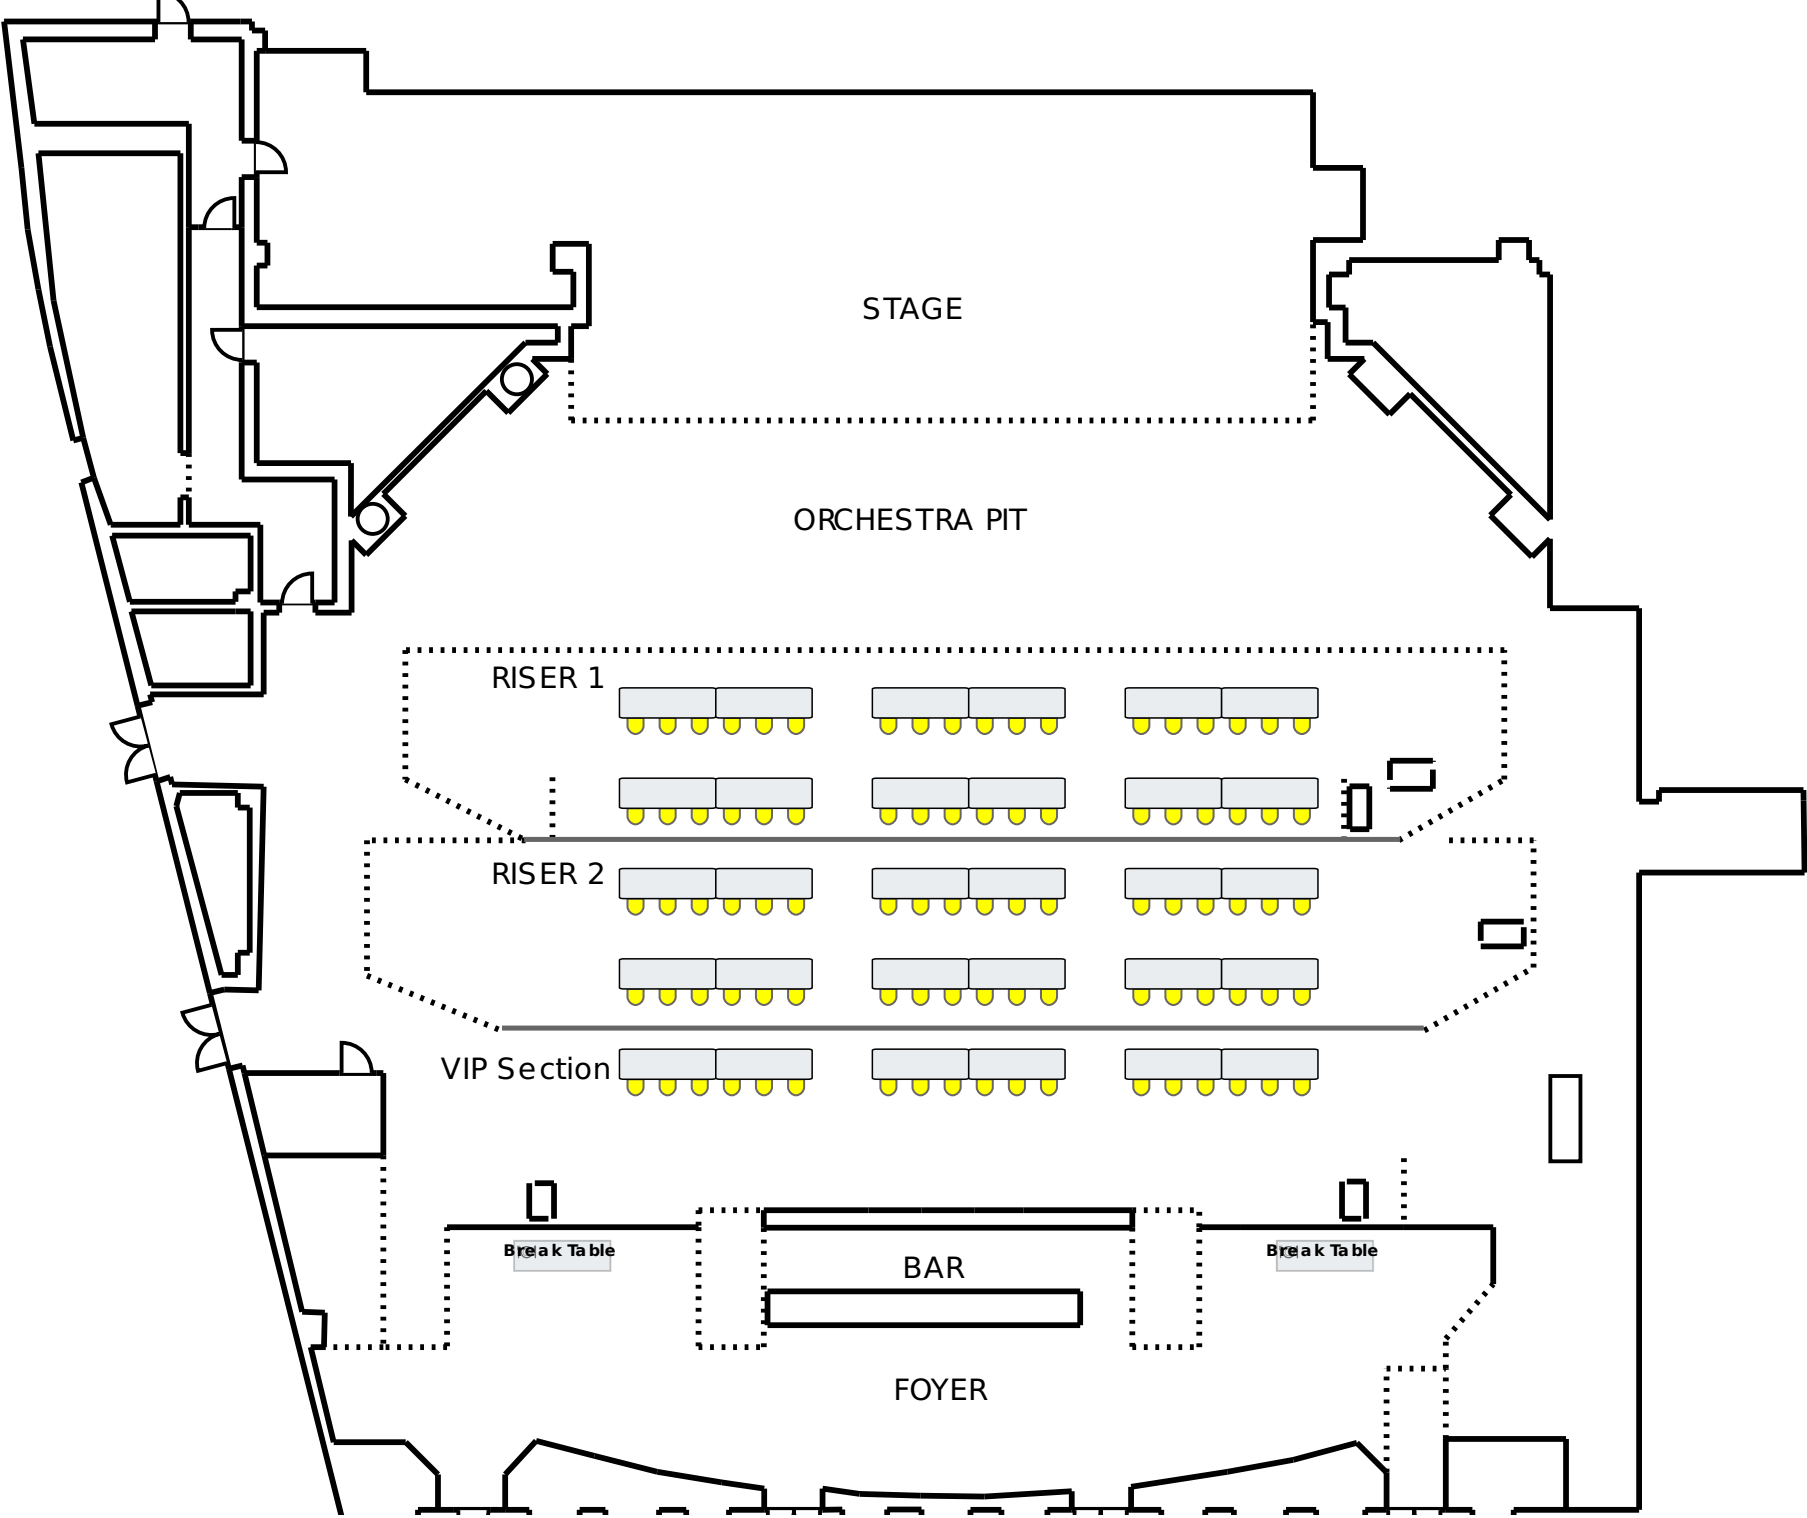 STAGE
ORCHESTRA PIT
RISER 1
RISER 2
VIP Section
Break Table
Break Table
BAR
FOYER